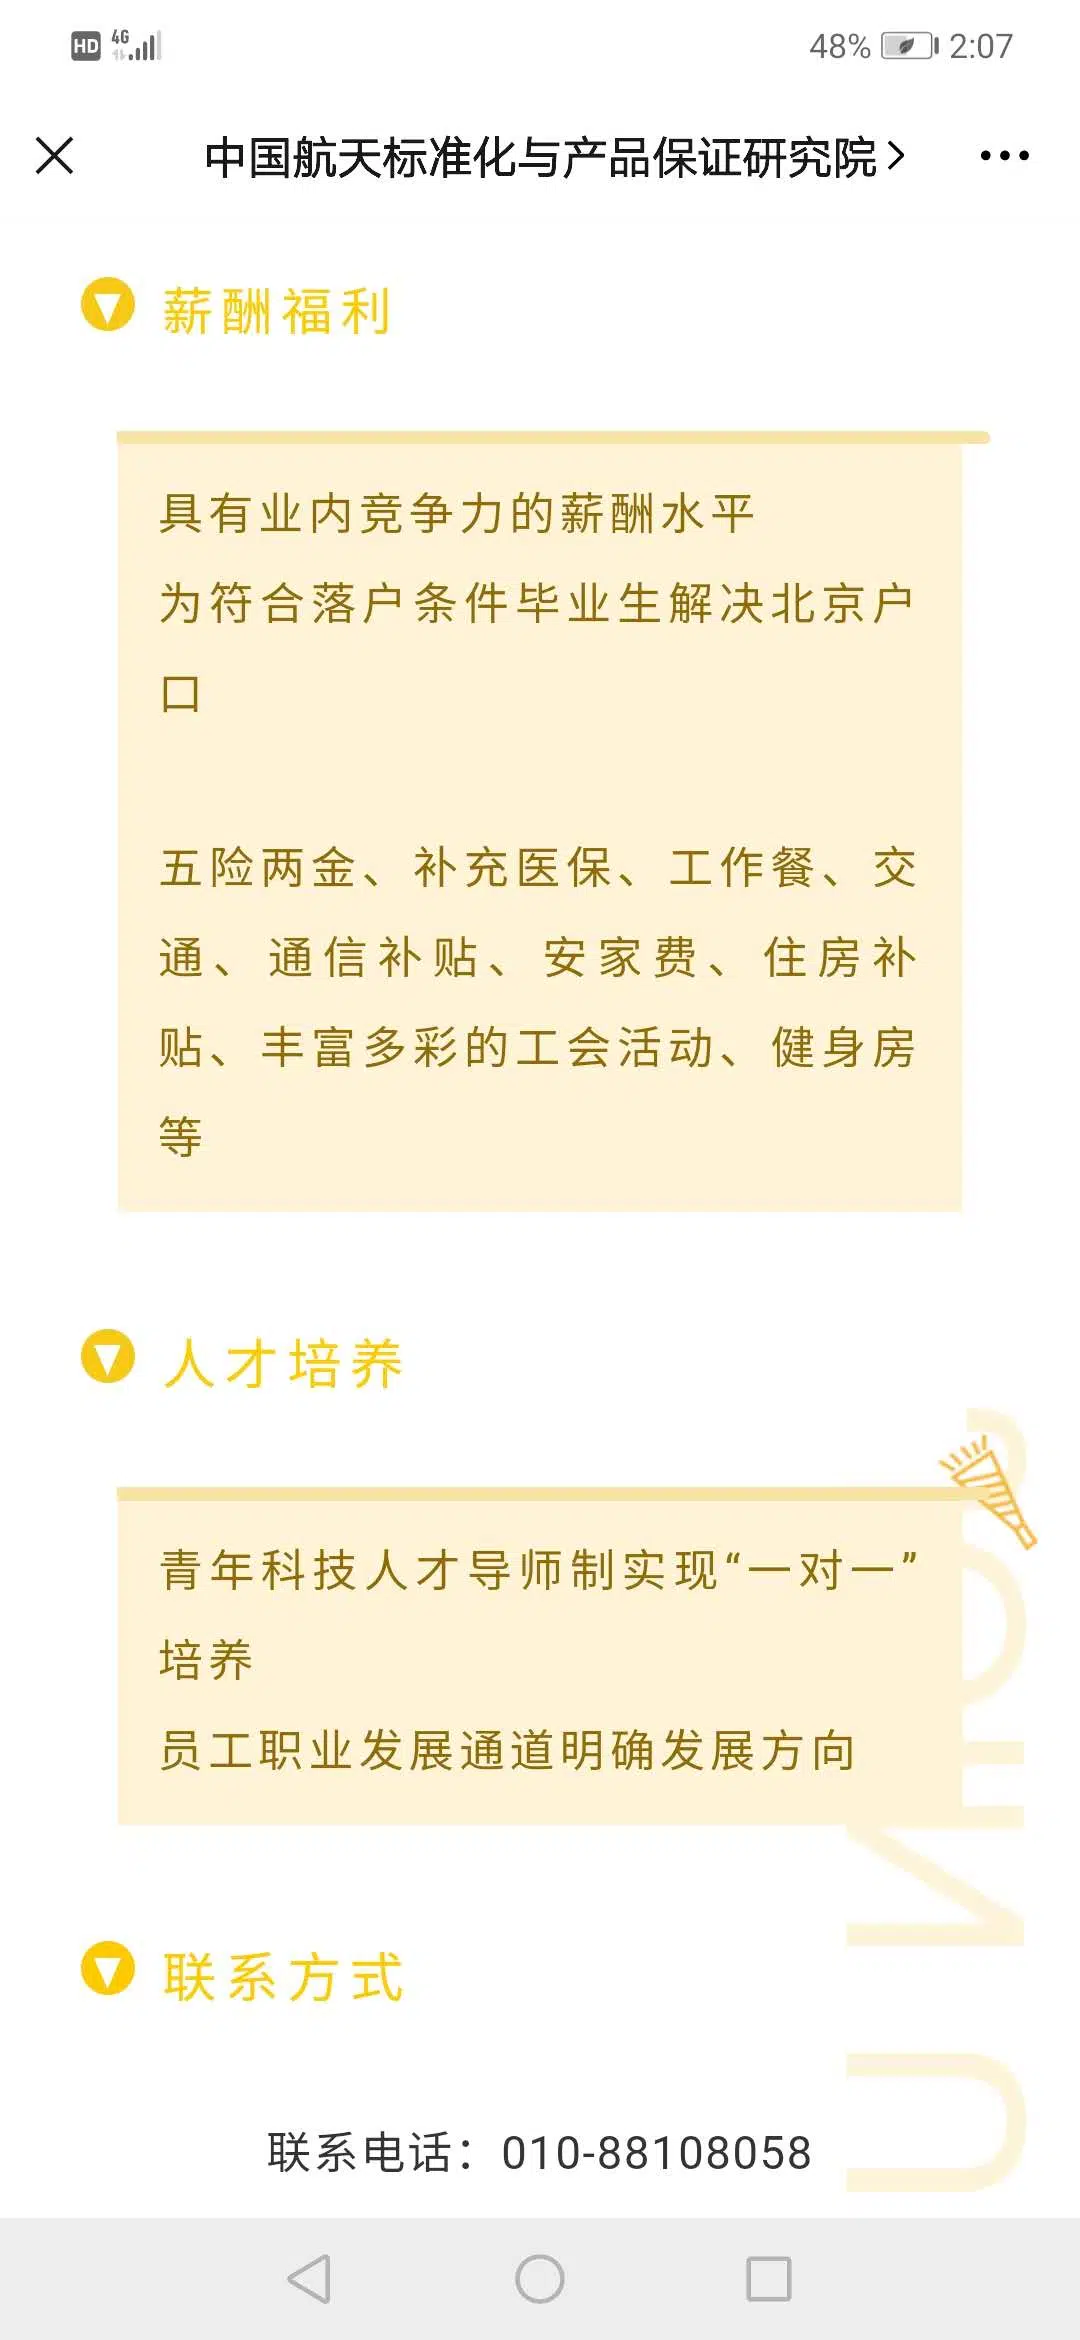 HD 4G 48% 2:07
中国航天标准化与产品保证研究院
薪酬福利
具有业内竞争力的薪酬水平
为符合落户条件毕业生解决北京户
口
五险两金、补充医保、工作餐、交
通、通信补贴、安家费、住房补
贴、丰富多彩的工会活动、健身房
等
人才培养
青年科技人才导师制实现“一对一”
培养
员工职业发展通道明确发展方向
联系方式
联系电话：010-88108058